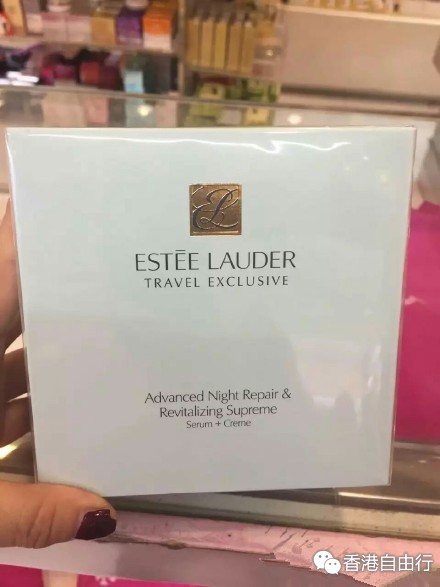 ESTĒE LAUDER
TRAVEL EXCLUSIVE
Advanced Night Repair &
Revitalizing Supreme
Serum + Creme
香港自由行